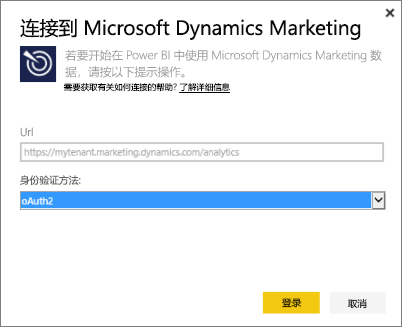 连接到 Microsoft Dynamics Marketing
若要开始在 Power BI 中使用 Microsoft Dynamics Marketing 数
据，请按以下提示操作。
需要获取有关如何连接的帮助? 了解详细信息
Url
https://mytenant.marketing.dynamics.com/analytics
身份验证方法:
oAuth2
登录
取消